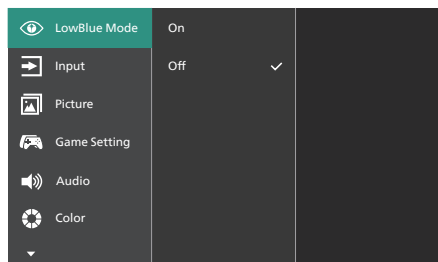 LowBlue Mode
On
Input
Off
Picture
Game Setting
Audio
Color